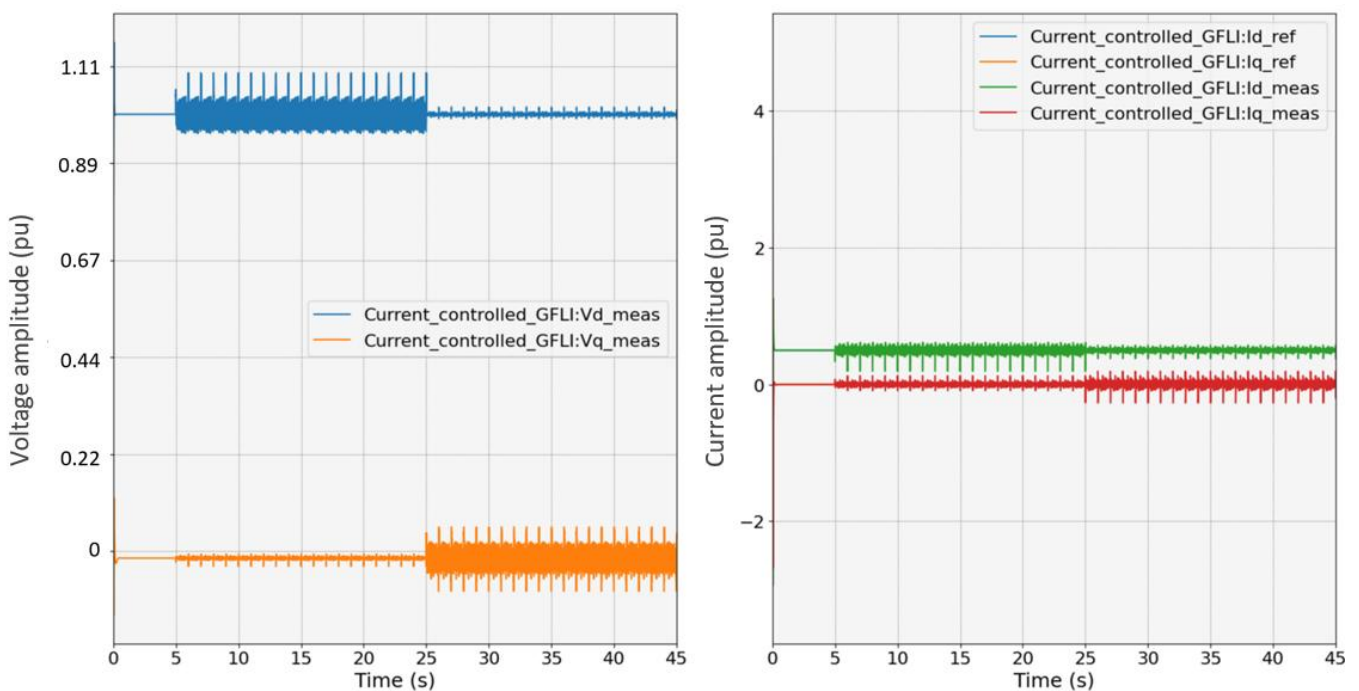 Voltage amplitude (pu)
1.11
0.89
0.67
0.44
0.22
0
Current_controlled_GFLI:Vd_meas
Current_controlled_GFLI:Vq_meas
0 5 10 15 20 25 30 35 40 45
Time (s)
Current amplitude (pu)
4
2
0
−2
Current_controlled_GFLI:Id_ref
Current_controlled_GFLI:Iq_ref
Current_controlled_GFLI:Id_meas
Current_controlled_GFLI:Iq_meas
0 5 10 15 20 25 30 35 40 45
Time (s)